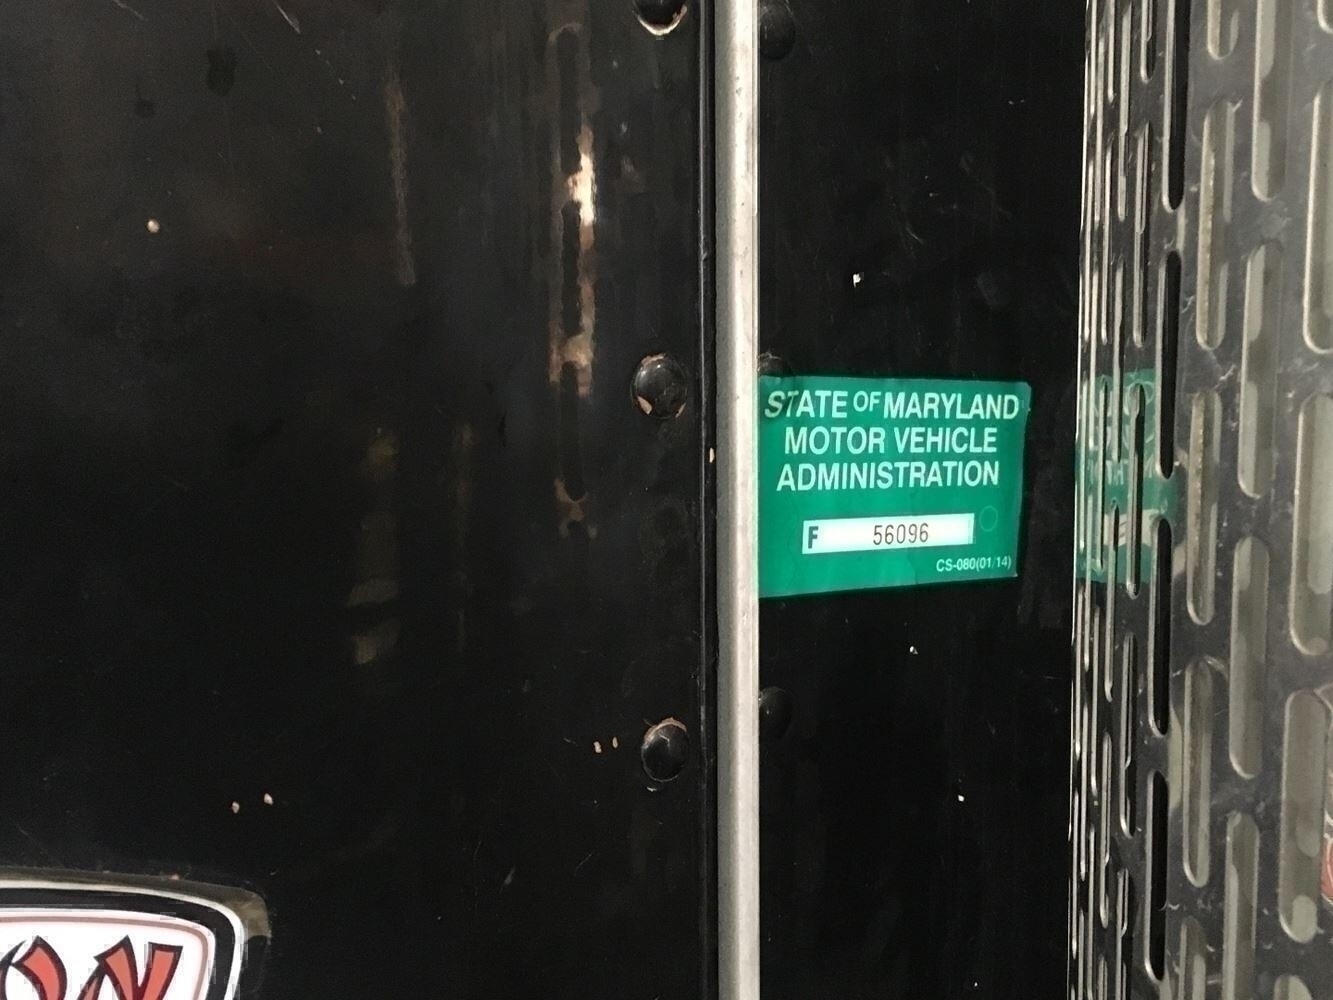 STATE OF MARYLAND
MOTOR VEHICLE
ADMINISTRATION
F 56096
CS-080(01/14)